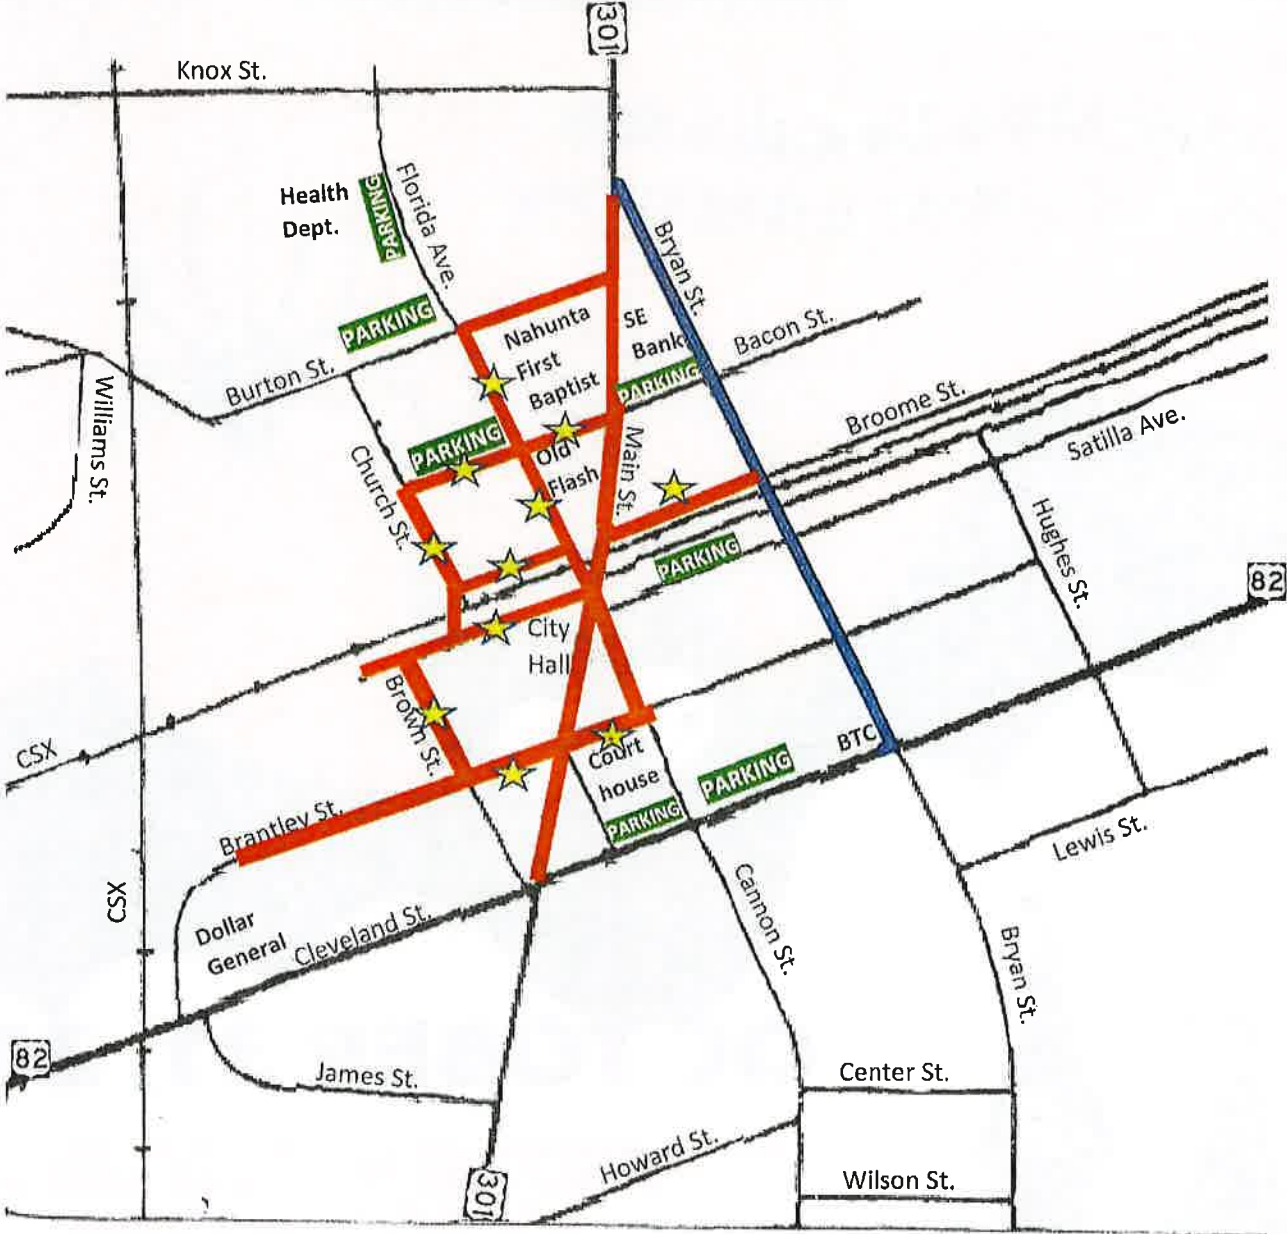 301
Knox St.
Health
Dept.
PARKING
Florida Ave.
Bryan St.
PARKING
Nahunta
First
Baptist
SE
Bank
PARKING
Bacon St.
Burton St.
Williams St.
Church St.
PARKING
Old
Flash
Main St.
Broome St.
Satilla Ave.
PARKING
Hughes St.
82
City
Hall
CSX
Brown St.
BTC
Court
house
PARKING
PARKING
Brantley St.
Lewis St.
CSX
Dollar
General
Cleveland St.
Cannon St.
Bryan St.
82
James St.
Center St.
Howard St.
Wilson St.
301